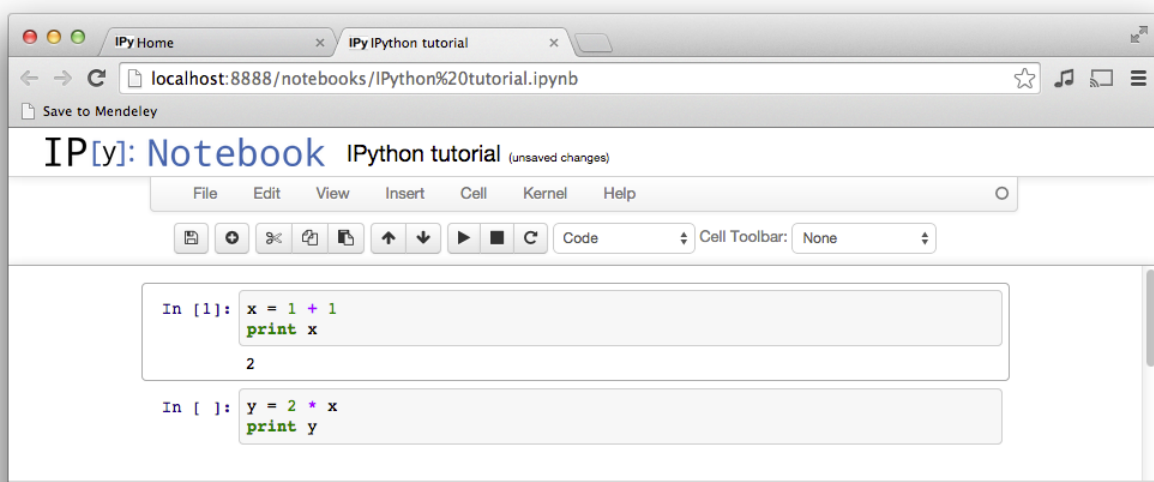 IPy Home
IPy IPython tutorial
localhost:8888/notebooks/IPython%20tutorial.ipynb
Save to Mendeley
IP[y]: Notebook IPython tutorial (unsaved changes)
File Edit View Insert Cell Kernel Help
Code Cell Toolbar: None
In [1]: x = 1 + 1
print x
2
In [ ]: y = 2 * x
print y